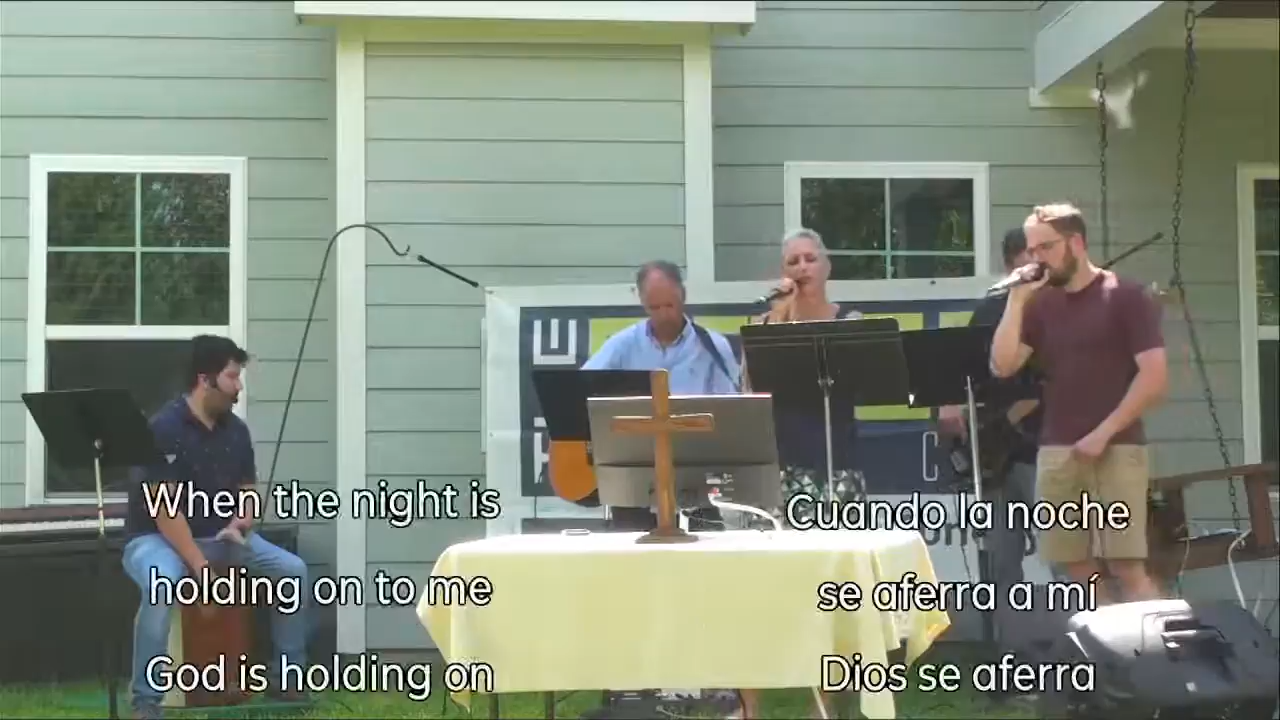 THE
When the night is
holding on to me
God is holding on
Cuando la noche
se aferra a mí
Dios se aferra